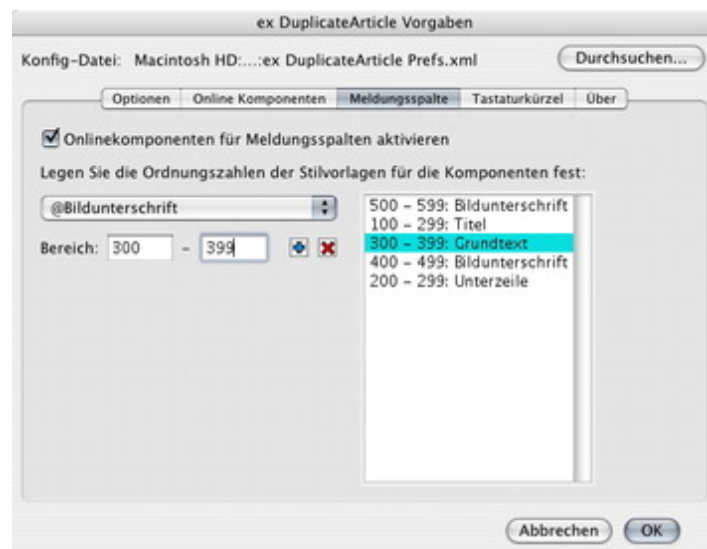 ex DuplicateArticle Vorgaben
Konfig-Datei: Macintosh HD:...:ex DuplicateArticle Prefs.xml Durchsuchen...
Optionen Online Komponenten Meldungsspalte Tastaturkürzel Über
Onlinekomponenten für Meldungsspalten aktivieren
Legen Sie die Ordnungszahlen der Stilvorlagen für die Komponenten fest:
@Bildunterschrift
Bereich: 300 - 399
500 - 599: Bildunterschrift
100 - 299: Titel
300 - 399: Grundtext
400 - 499: Bildunterschrift
200 - 299: Unterzeile
Abbrechen OK